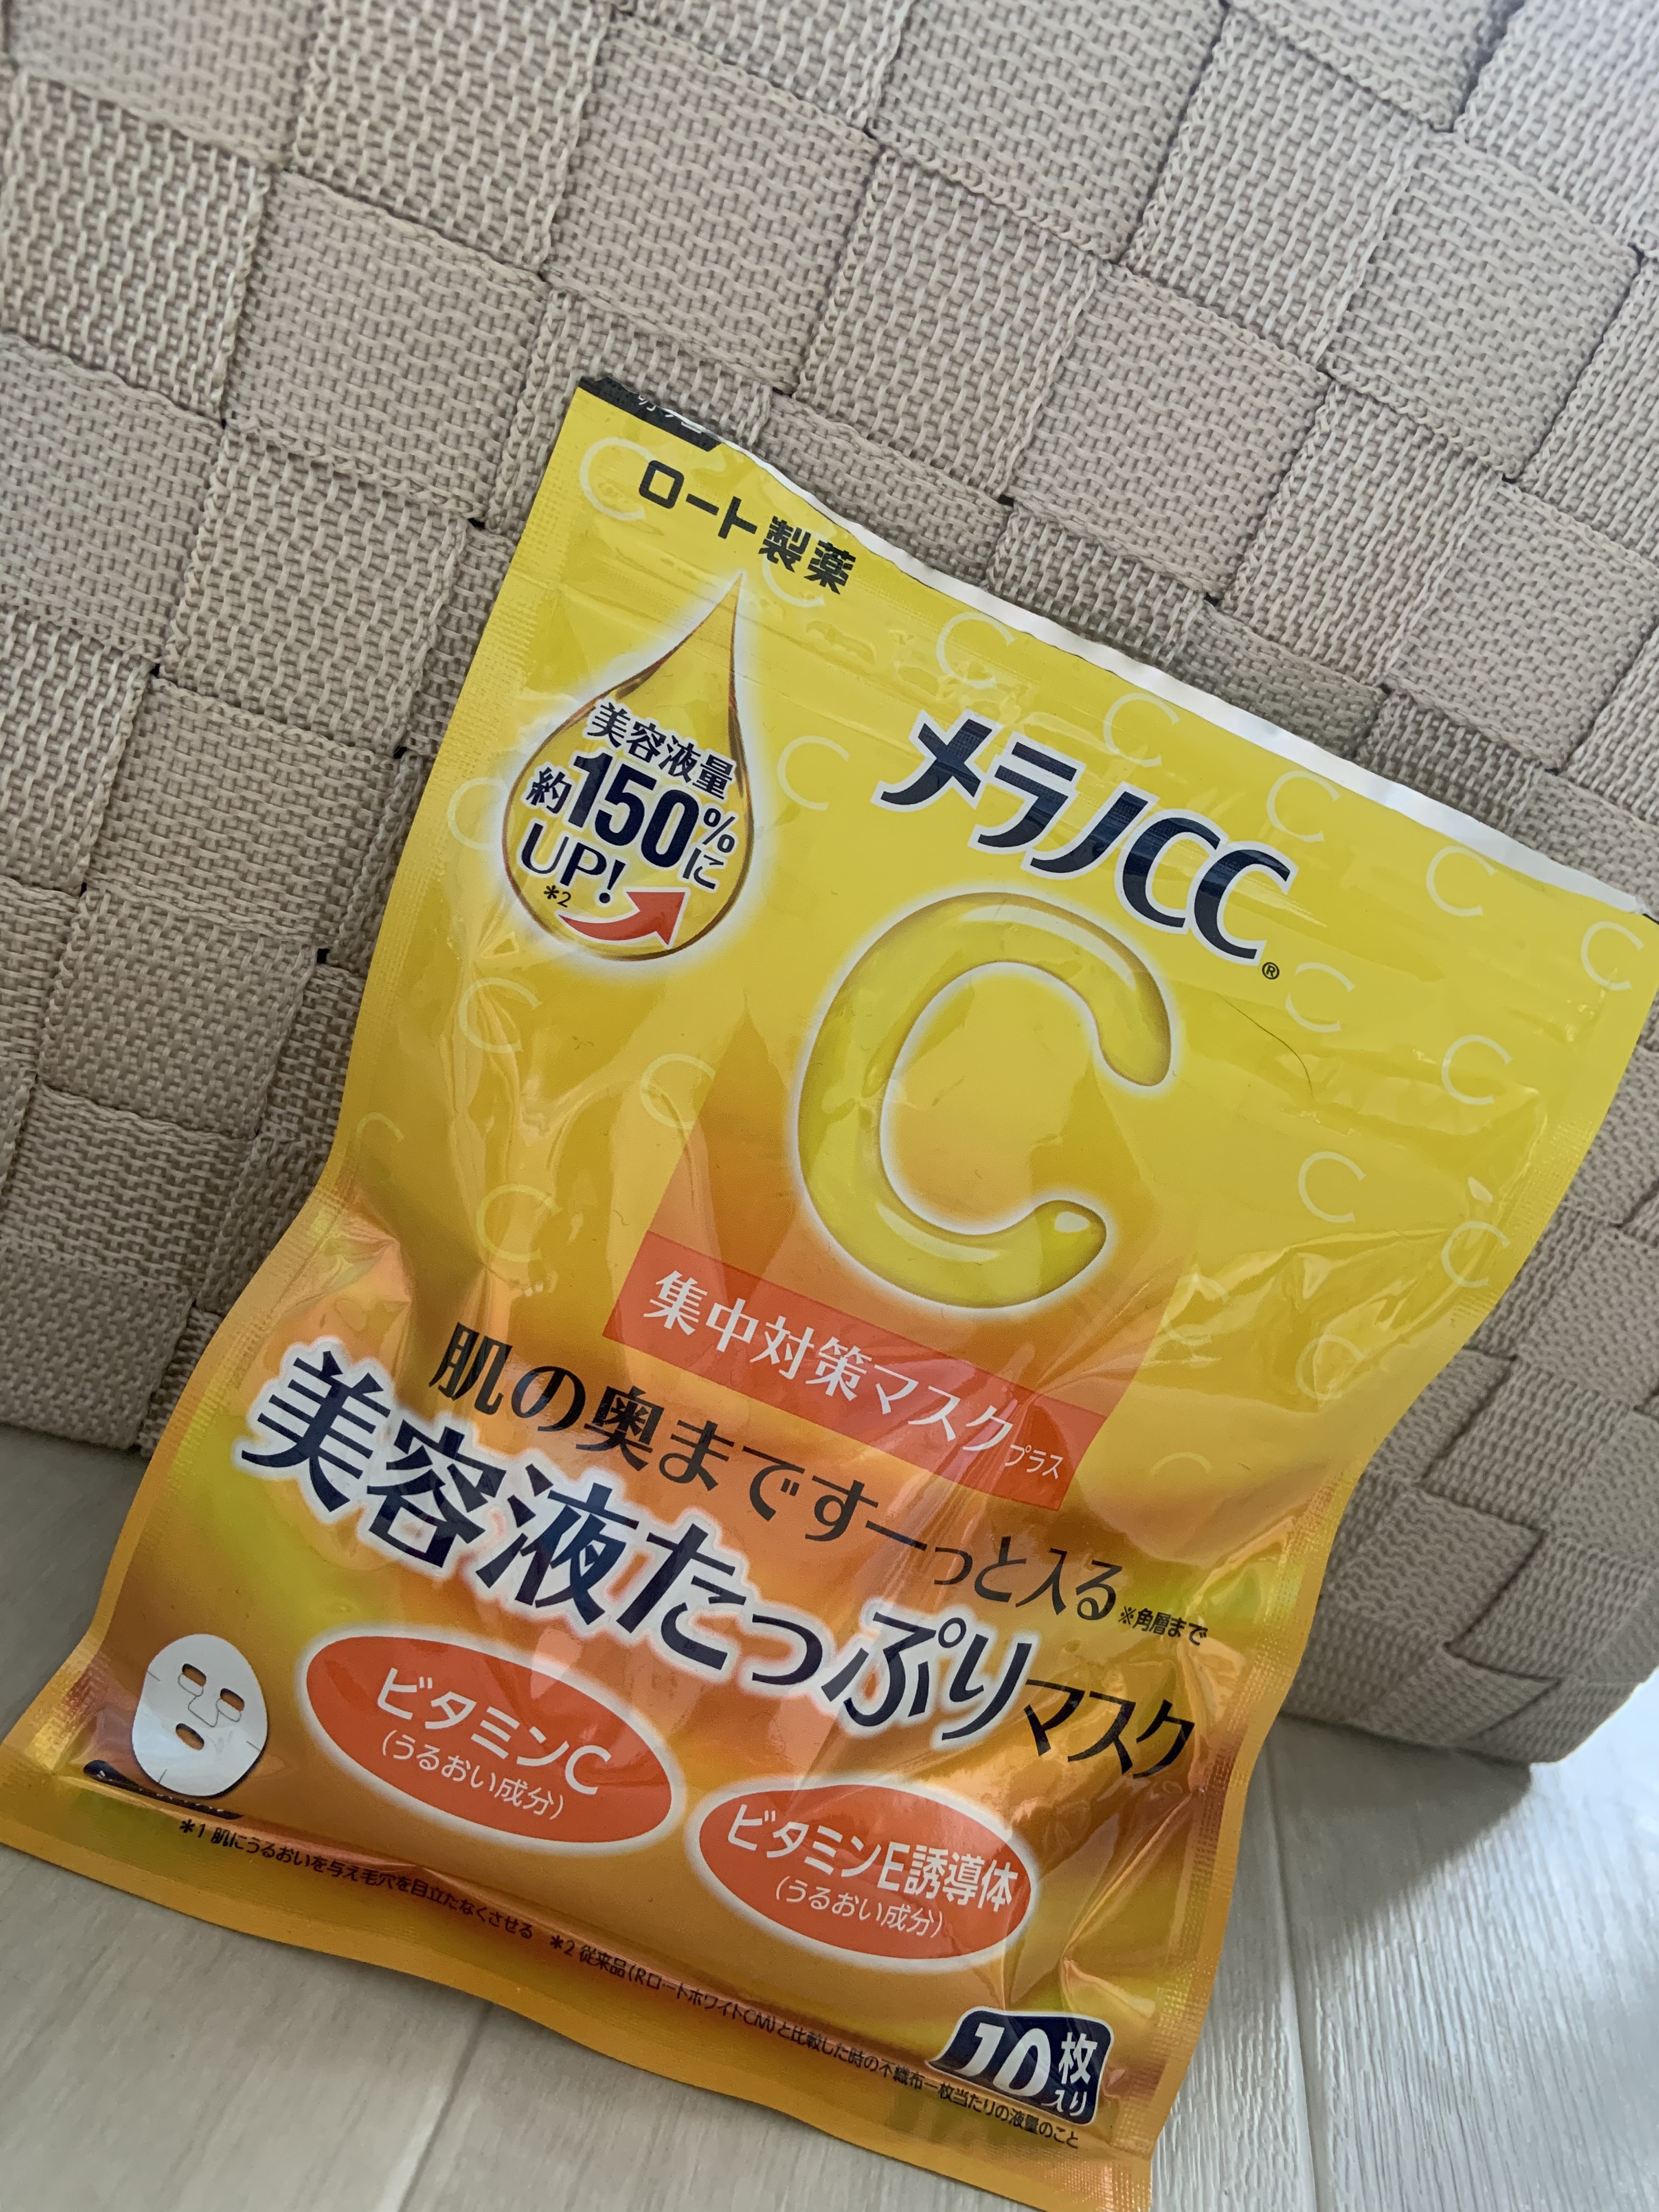 ロート製薬
美容液量
約150%に
UP!
*2
メラノCC®
C
集中対策マスクプラス
肌の奥まですーっと入る※角層まで
美容液たっぷりマスク
ビタミンC
(うるおい成分)
ビタミンE誘導体
(うるおい成分)
*1 肌にうるおいを与え毛穴を目立たなくさせる *2 従来品(Rロートホワイトマスク CM)と比較した時の不織布一枚当たりの液量のこと
10枚入り